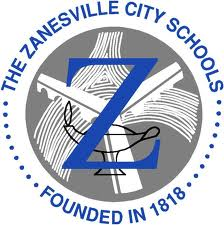 THE ZANESVILLE CITY SCHOOLS
Z
FOUNDED IN 1818